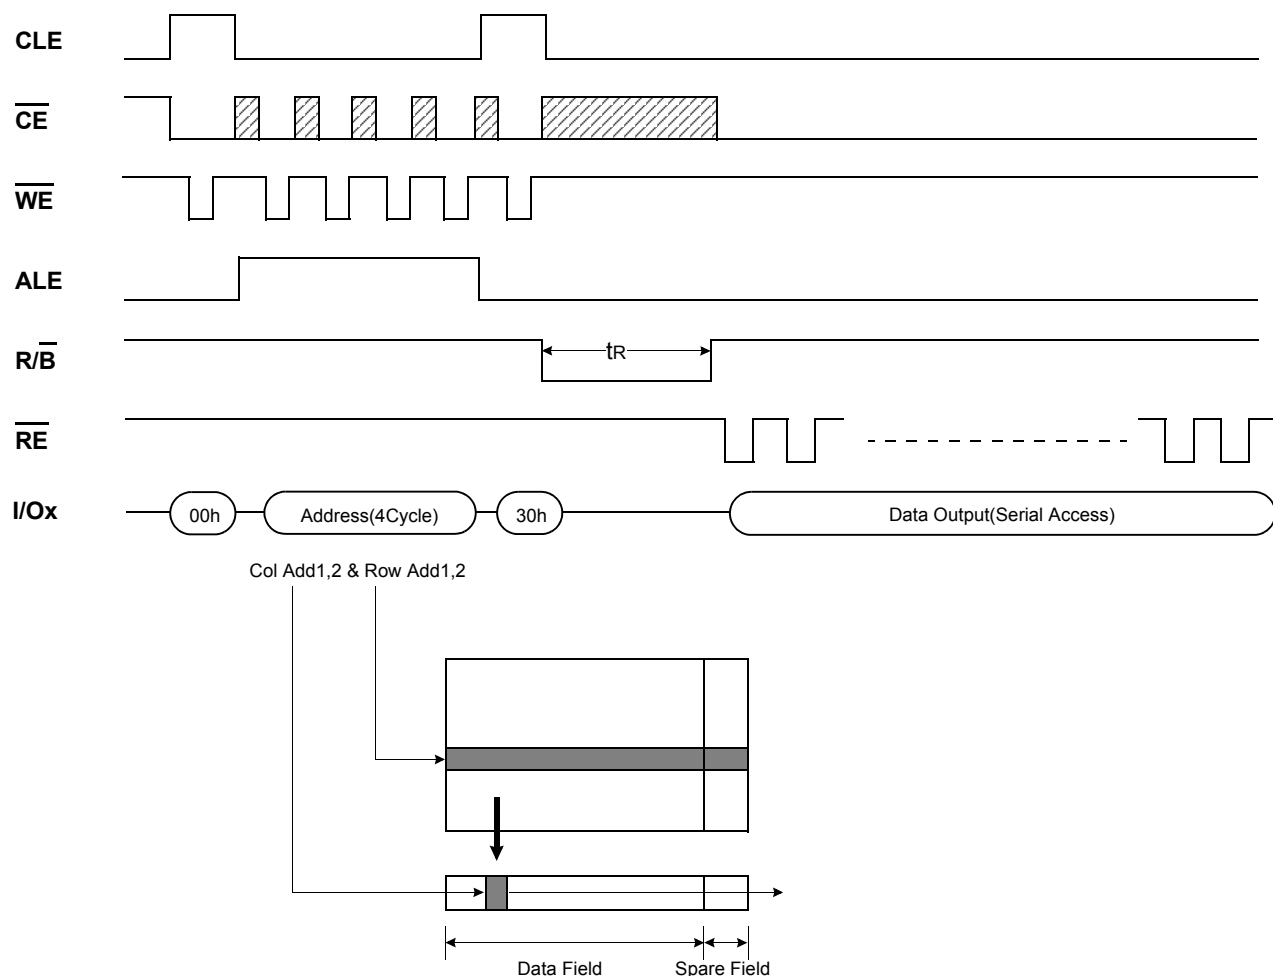 CLE
CE
WE
ALE
R/B
tR
RE
I/Ox
00h
Address(4Cycle)
30h
Data Output(Serial Access)
Col Add1,2 & Row Add1,2
Data Field
Spare Field